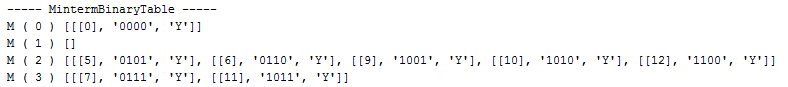 ----- MintermBinaryTable -----
M ( 0 ) [[[0], '0000', 'Y']]
M ( 1 ) []
M ( 2 ) [[[5], '0101', 'Y'], [[6], '0110', 'Y'], [[9], '1001', 'Y'], [[10], '1010', 'Y'], [[12], '1100', 'Y']]
M ( 3 ) [[[7], '0111', 'Y'], [[11], '1011', 'Y']]